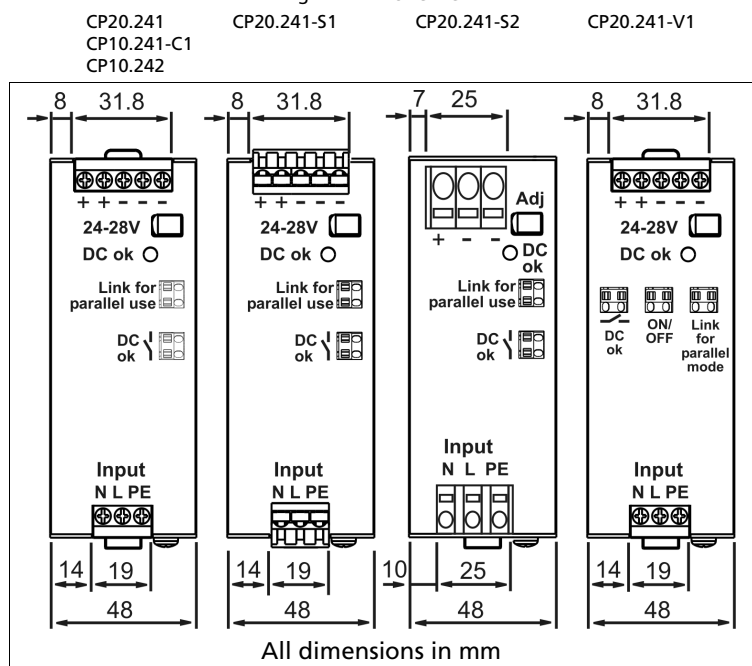 CP20.241 CP20.241-S1 CP20.241-S2 CP20.241-V1
CP10.241-C1
CP10.242
8 31.8 8 31.8 7 25 8 31.8
+ + - - -
24-28V
DC ok
Link for
parallel use
DC
ok
Input
N L PE
14 19
48
+ + - - -
24-28V
DC ok
Link for
parallel use
DC
ok
Input
N L PE
14 19
48
Adj
+ - -
DC
ok
Link for
parallel use
DC
ok
Input
N L PE
10 25
48
+ + - - -
24-28V
DC ok
DC
ok
ON/
OFF
Link
for
parallel
mode
Input
N L PE
14 19
48
All dimensions in mm